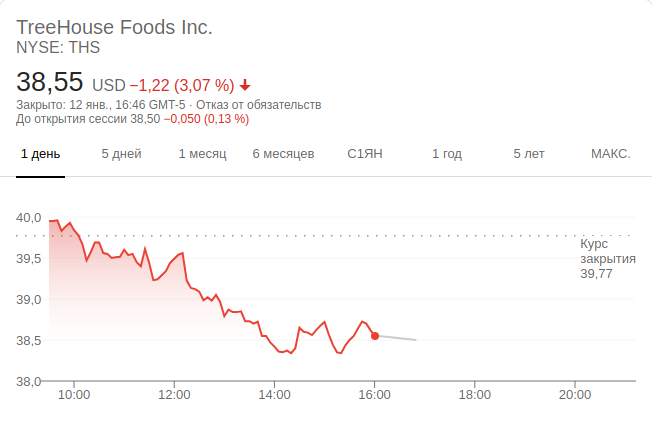 TreeHouse Foods Inc.
NYSE: THS
38,55 USD −1,22 (3,07 %)
Закрыто: 12 янв., 16:46 GMT-5 · Отказ от обязательств
До открытия сессии 38,50 −0,050 (0,13 %)
1 день 5 дней 1 месяц 6 месяцев С1ЯН 1 год 5 лет МАКС.
40,0
Курс
закрытия
39,77
39,5
39,0
38,5
38,0
10:00 12:00 14:00 16:00 18:00 20:00